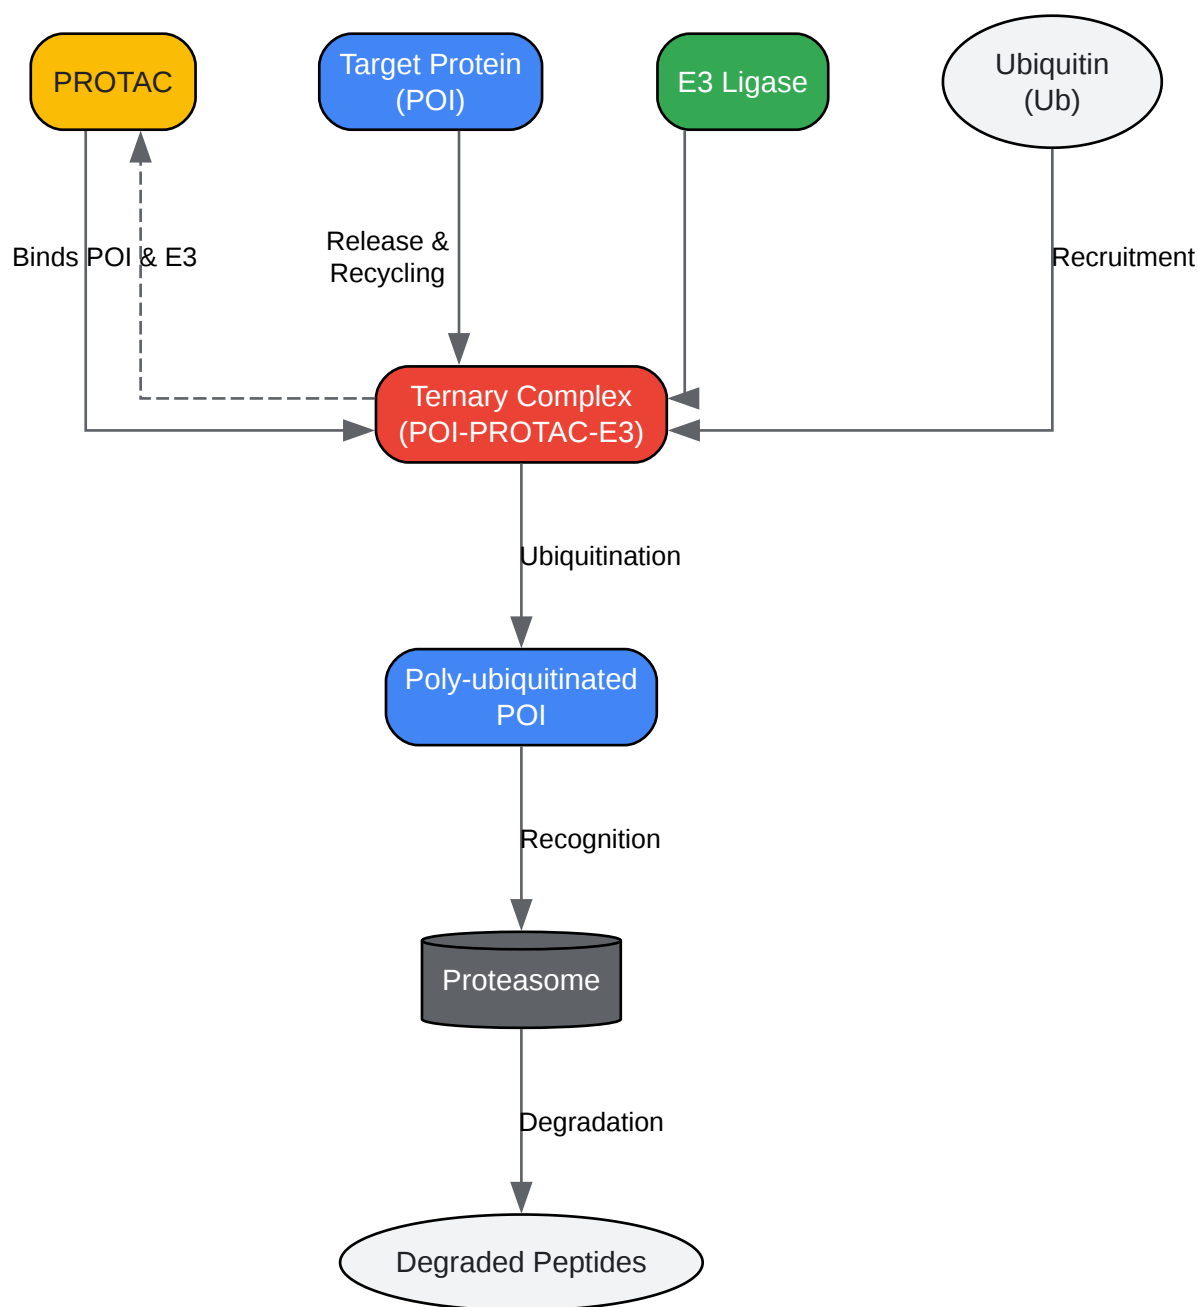 PROTAC
Target Protein
(POI)
E3 Ligase
Ubiquitin
(Ub)
Binds POI & E3
Release &
Recycling
Recruitment
Ternary Complex
(POI-PROTAC-E3)
Ubiquitination
Poly-ubiquitinated
POI
Recognition
Proteasome
Degradation
Degraded Peptides